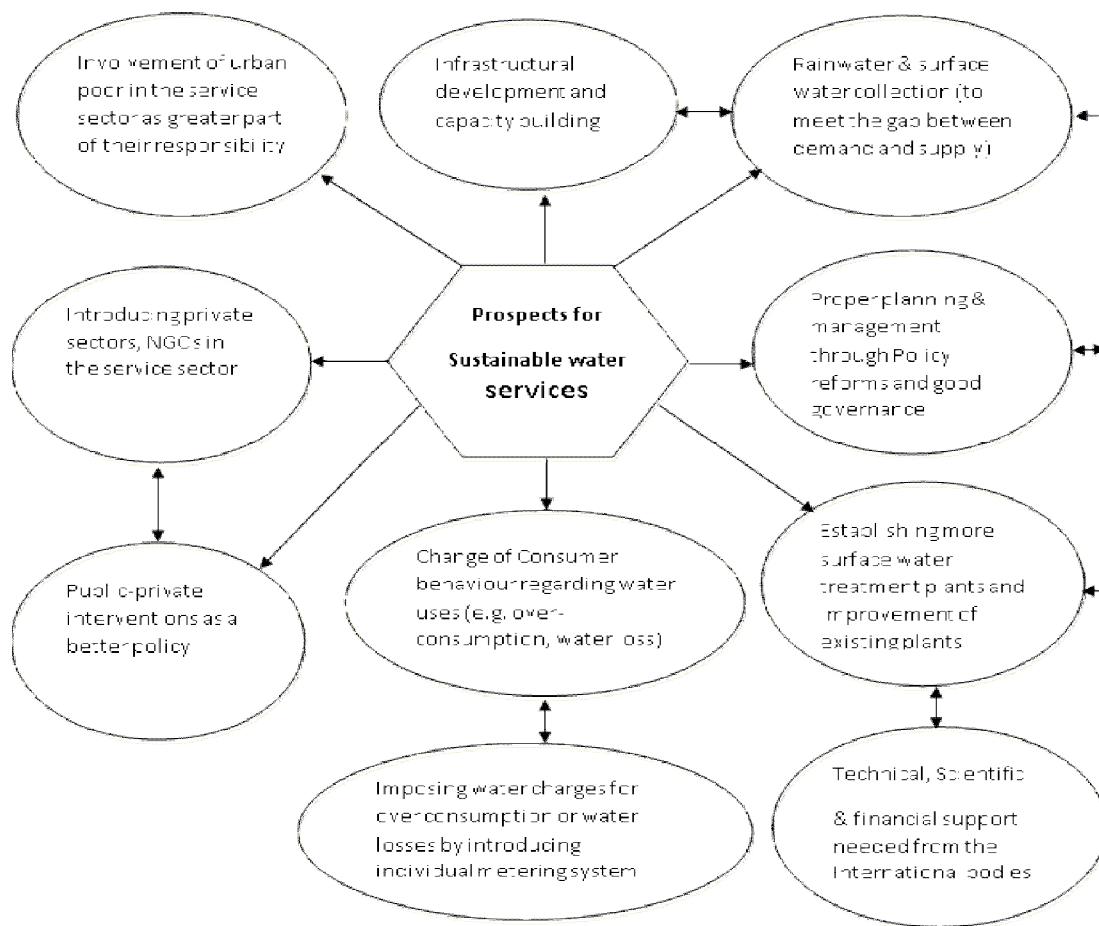 Involvement of urban
poor in the service
sector as greater part
of their responsibility
Infrastructural
development and
capacity building
Rainwater & surface
water collection (to
meet the gap between
demand and supply)
Introducing private
sectors, NGOs in
the service sector
Prospects for
Sustainable water
services
Proper planning &
management
through Policy
reforms and good
governance
Public-private
interventions as a
better policy
Change of Consumer
behaviour regarding water
uses (e.g. over-
consumption, water loss)
Establishing more
surface water
treatment plants and
improvement of
existing plants
Imposing water charges for
over consumption or water
losses by introducing
individual metering system
Technical, Scientific
& financial support
needed from the
International bodies